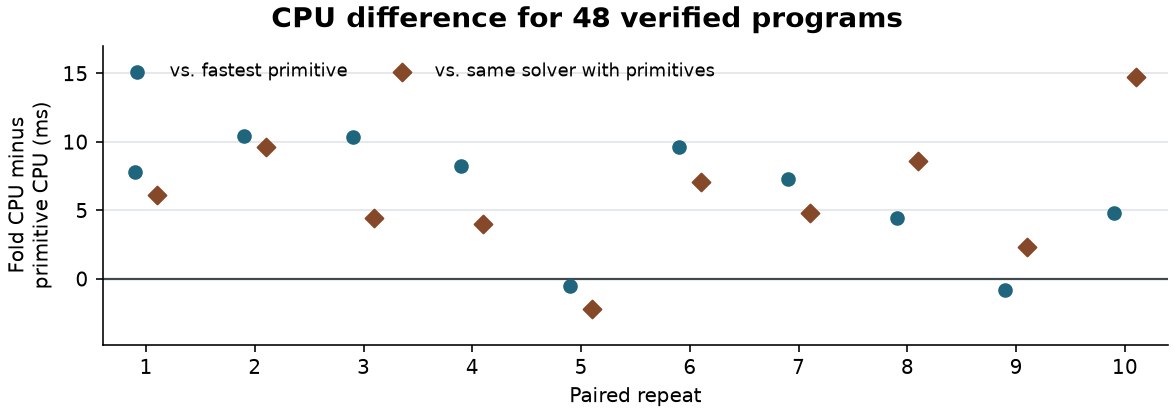 CPU difference for 48 verified programs
vs. fastest primitive
vs. same solver with primitives
Fold CPU minus
primitive CPU (ms)
15
10
5
0
1 2 3 4 5 6 7 8 9 10
Paired repeat